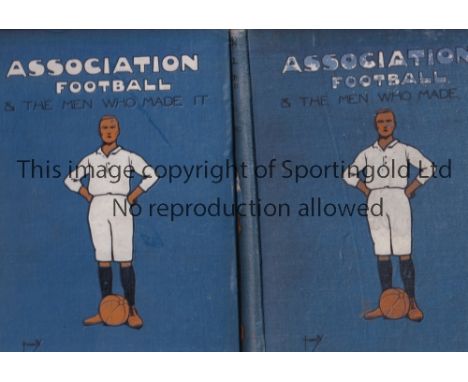 ASSOCIATION
FOOTBALL
& THE MEN WHO MADE IT
ASSOCIATION
FOOTBALL
& THE MEN WHO MADE
This image copyright of Sportingold Ltd
No reproduction allowed